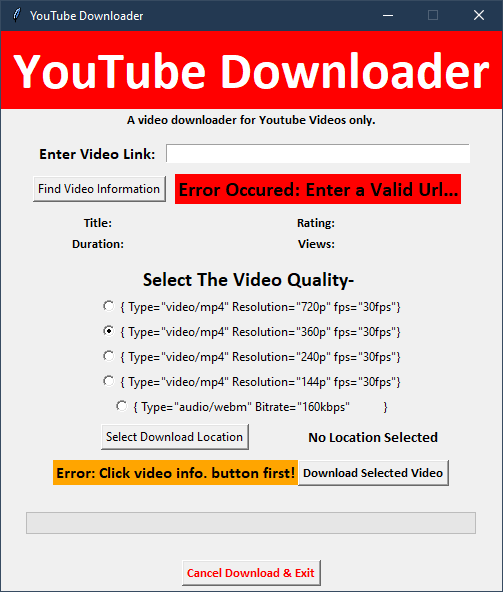 YouTube Downloader
YouTube Downloader
A video downloader for Youtube Videos only.
Enter Video Link:
Find Video Information
Error Occured: Enter a Valid Url...
Title:
Rating:
Duration:
Views:
Select The Video Quality-
{ Type="video/mp4" Resolution="720p" fps="30fps"}
{ Type="video/mp4" Resolution="360p" fps="30fps"}
{ Type="video/mp4" Resolution="240p" fps="30fps"}
{ Type="video/mp4" Resolution="144p" fps="30fps"}
{ Type="audio/webm" Bitrate="160kbps" }
Select Download Location
No Location Selected
Error: Click video info. button first!
Download Selected Video
Cancel Download & Exit